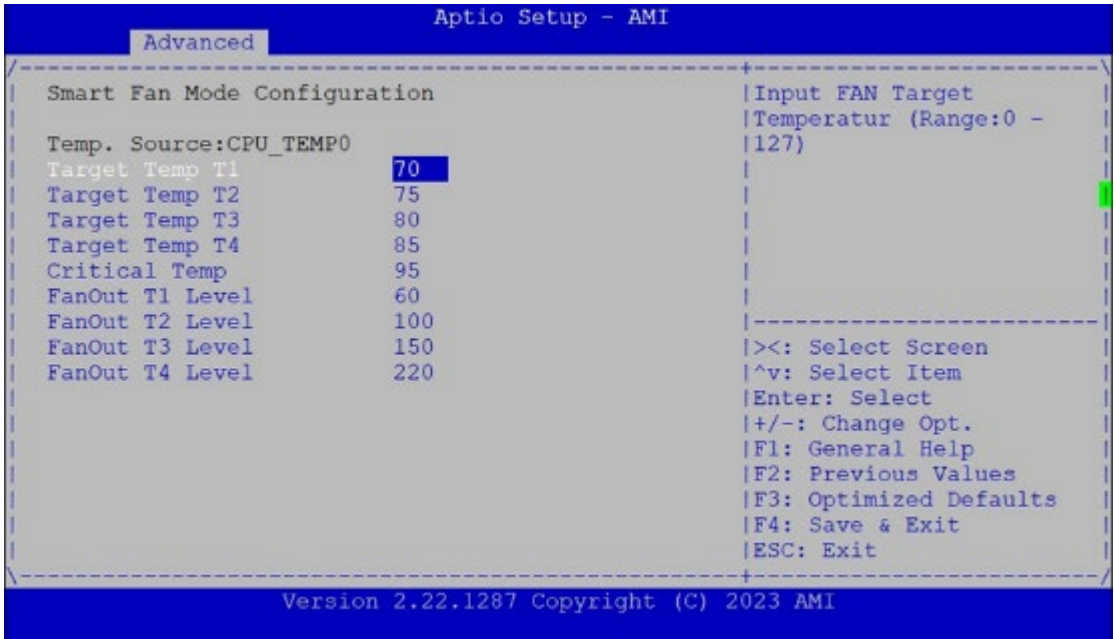 Aptio Setup - AMI
Advanced
Smart Fan Mode Configuration
Temp. Source:CPU_TEMP0
Target Temp T1 70
Target Temp T2 75
Target Temp T3 80
Target Temp T4 85
Critical Temp 95
FanOut T1 Level 60
FanOut T2 Level 100
FanOut T3 Level 150
FanOut T4 Level 220
Input FAN Target
Temperatur (Range:0 -
127)
><: Select Screen
^v: Select Item
Enter: Select
+/-: Change Opt.
F1: General Help
F2: Previous Values
F3: Optimized Defaults
F4: Save & Exit
ESC: Exit
Version 2.22.1287 Copyright (C) 2023 AMI